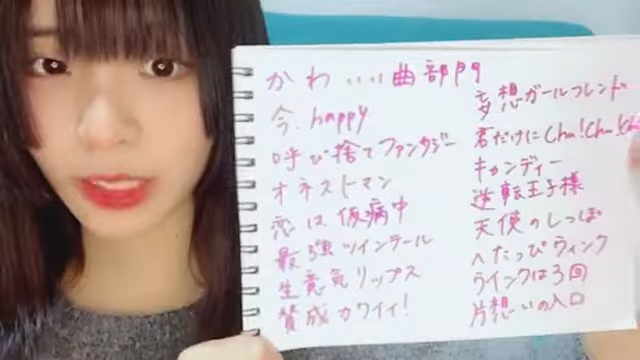 かわいい曲部門
今、happy
呼び捨てファンタジー
オネストマン
恋は仮病中
最強ツインテール
生意気リップス
賛成カワイイ!
妄想ガールフレンド
君だけにChu!Chu!Ch
キャンディー
逆転王子様
天使のしっぽ
へたっぴウィンク
ウインクは3回
片想いの入口